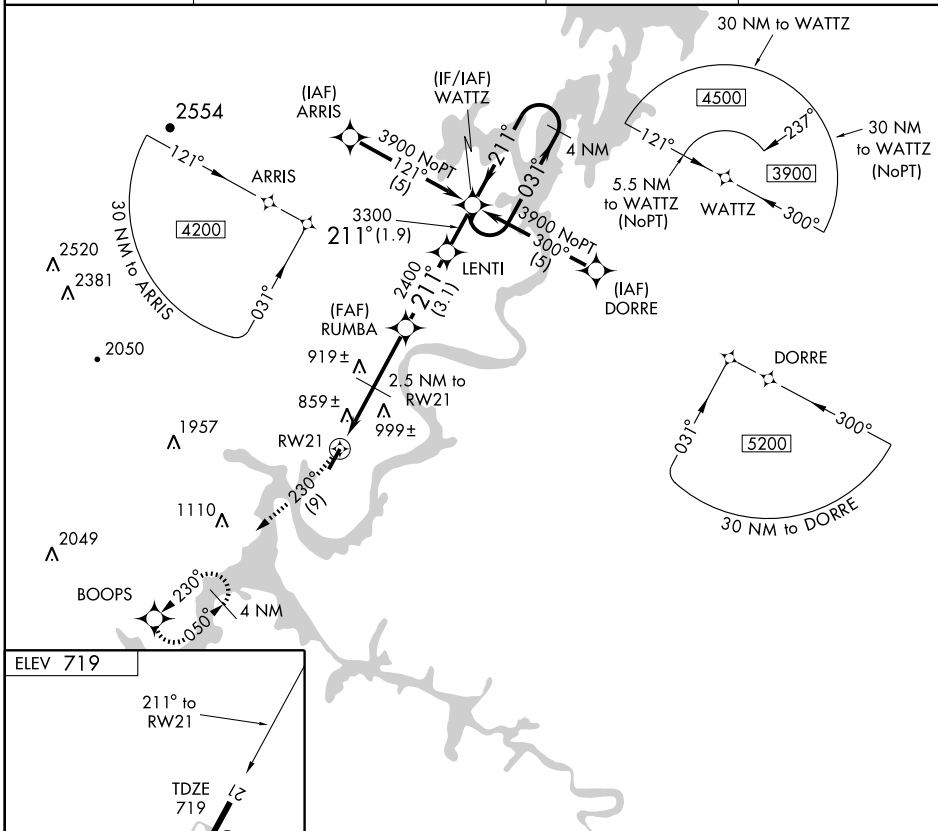 30 NM to WATTZ
(IF/IAF)
WATTZ
(IAF)
ARRIS
2554
4500
237°
30 NM
to WATTZ
(NoPT)
121°
3900 NoPT
121°
(5)
211°
031°
4 NM
121°
3900
5.5 NM
to WATTZ
(NoPT)
WATTZ
300°
ARRIS
4200
30 NM to ARRIS
031°
3300
211° (1.9)
3900 NoPT
300°
(5)
LENTI
(IAF)
DORRE
2520
2381
2400
211°
(3.1)
(FAF)
RUMBA
2050
919±
2.5 NM to
RW21
859±
999±
DORRE
031°
300°
5200
30 NM to DORRE
1957
RW21
230°
(9)
1110
2049
BOOPS
230°
050°
4 NM
ELEV 719
211° to
RW21
TDZE
719
21